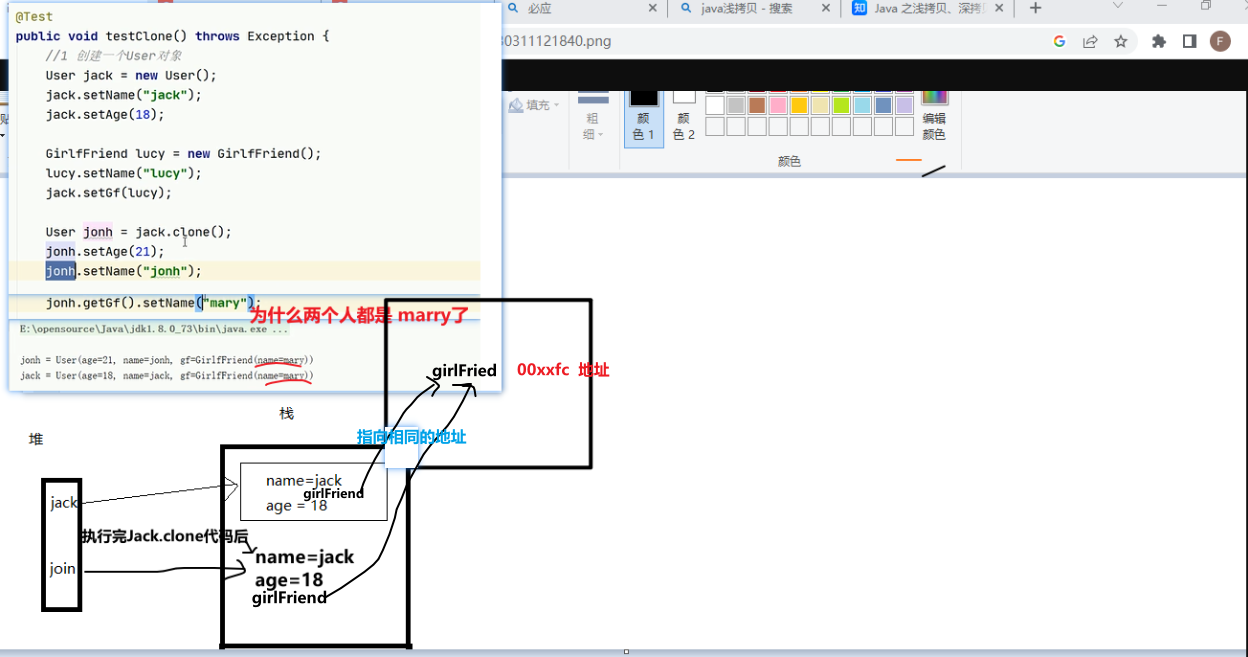 @Test
必应
java浅拷贝 - 搜索
Java 之浅拷贝、深拷
public void testClone() throws Exception {
30311121840.png
F
//1 创建一个User对象
User jack = new User();
jack.setName("jack");
jack.setAge(18);
填充
粗
细
颜
色 1
颜
色 2
编辑
颜色
颜色
GirlfFriend lucy = new GirlfFriend();
lucy.setName("lucy");
jack.setGf(lucy);
User jonh = jack.clone();
jonh.setAge(21);
jonh.setName("jonh");
jonh.getGf().setName("mary");
为什么两个人都是 marry了
E:\opensource\Java\jdk1.8.0_73\bin\java.exe ...
jonh = User(age=21, name=jonh, gf=GirlfFriend(name=mary))
jack = User(age=18, name=jack, gf=GirlfFriend(name=mary))
girlFried
00xxfc 地址
栈
堆
指向相同的地址
name=jack
girlFriend
age = 18
jack
执行完Jack.clone代码后
join
name=jack
age=18
girlFriend